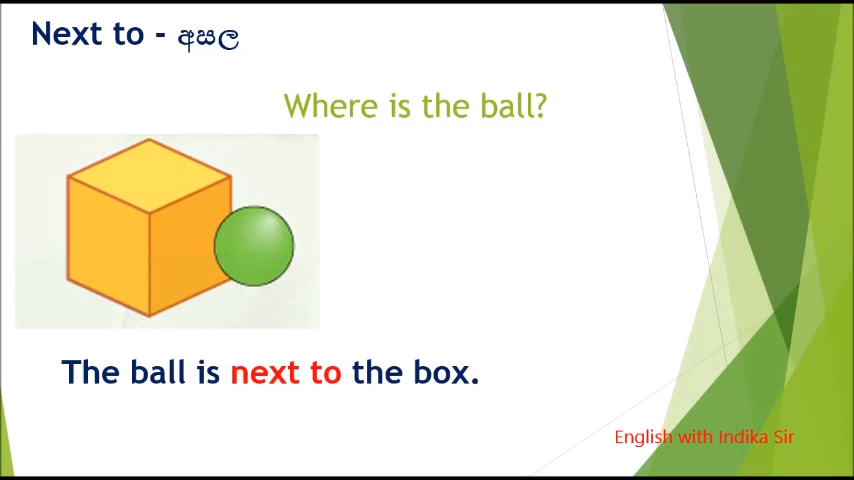 Next to - අසල
Where is the ball?
The ball is next to the box.
English with Indika Sir